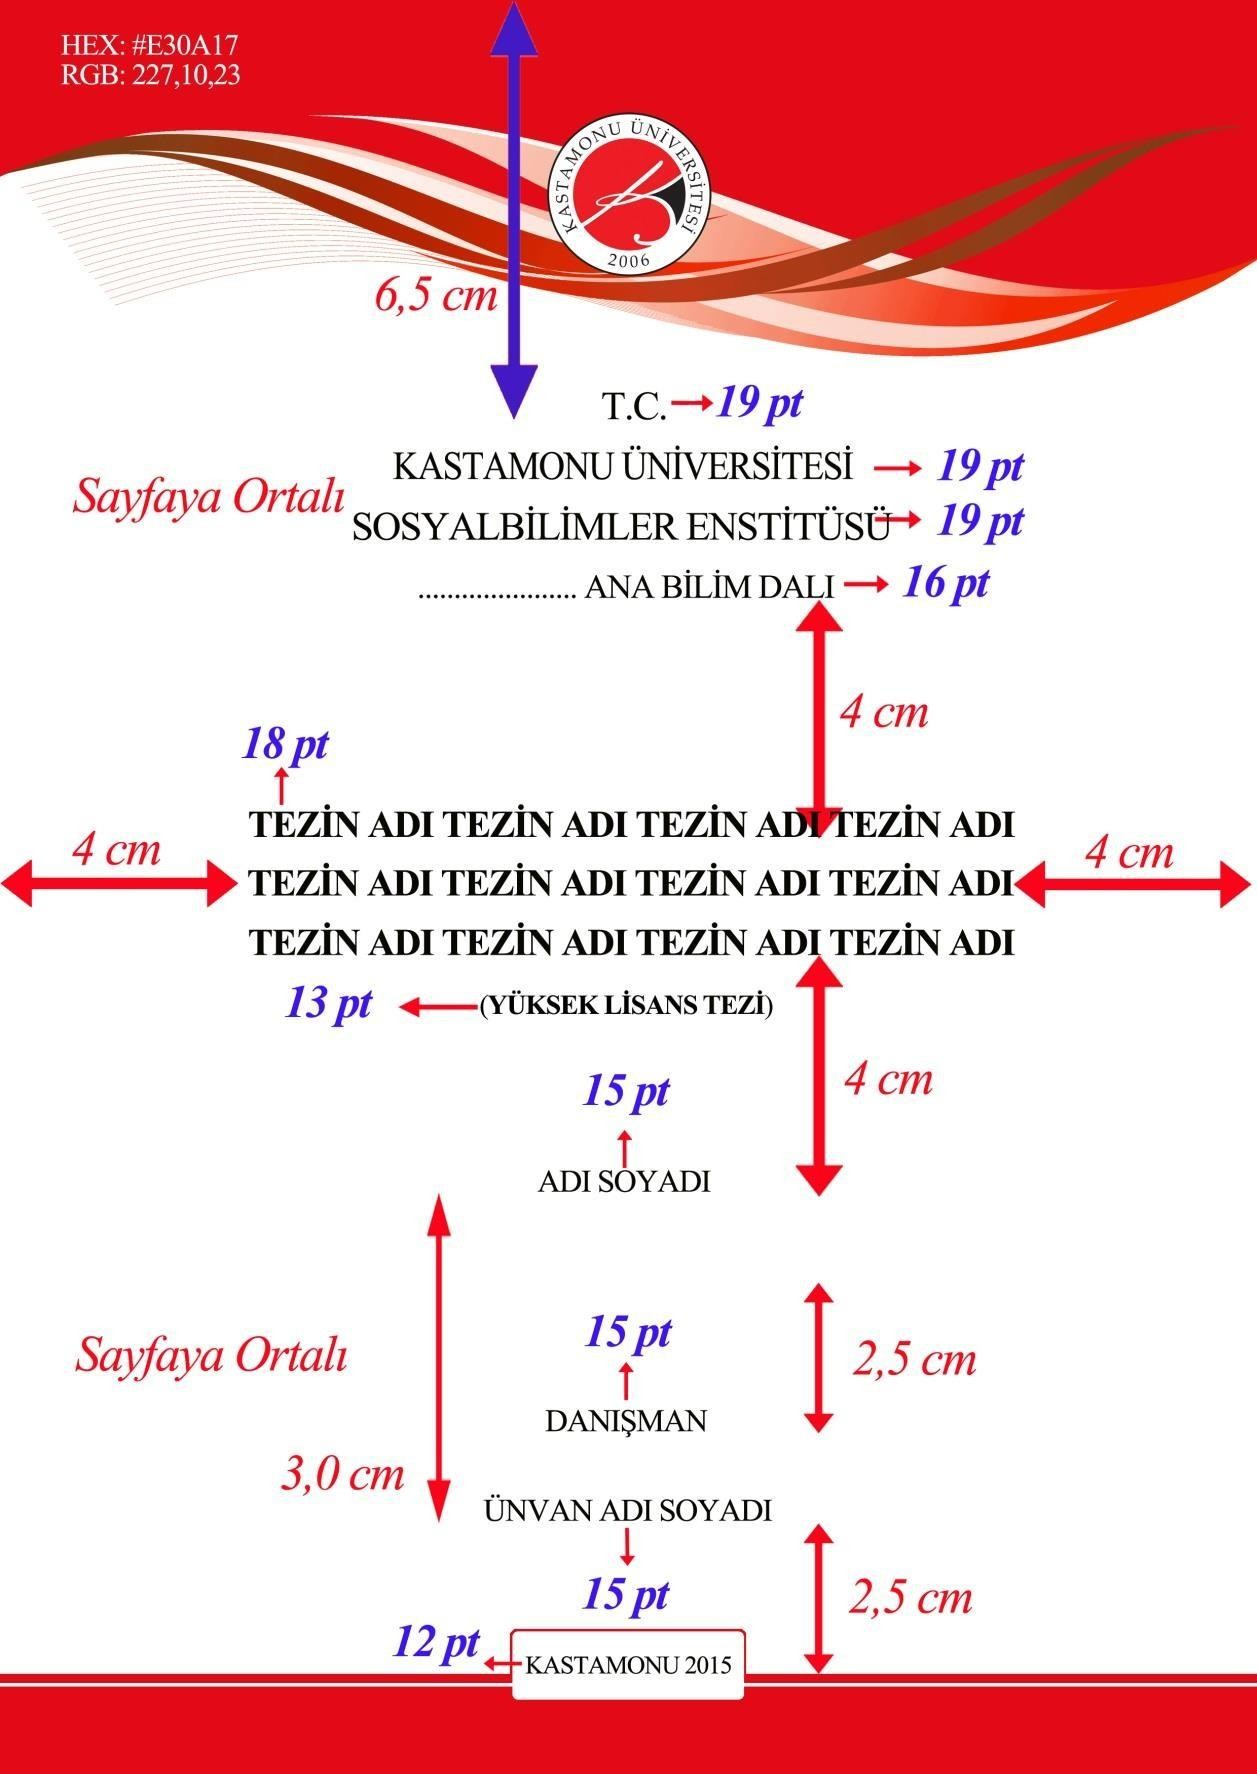 HEX: #E30A17
RGB: 227,10,23
KASTAMONU ÜNİVERSİTESİ
2006
6,5 cm
T.C. 19 pt
KASTAMONU ÜNİVERSİTESİ 19 pt
Sayfaya Ortalı
SOSYALBİLİMLER ENSTİTÜSÜ 19 pt
...................... ANA BİLİM DALI 16 pt
4 cm
18 pt
TEZİN ADI TEZİN ADI TEZİN ADI TEZİN ADI
4 cm 4 cm
TEZİN ADI TEZİN ADI TEZİN ADI TEZİN ADI
TEZİN ADI TEZİN ADI TEZİN ADI TEZİN ADI
13 pt (YÜKSEK LİSANS TEZİ)
15 pt 4 cm
ADI SOYADI
15 pt
Sayfaya Ortalı 2,5 cm
DANIŞMAN
3,0 cm
ÜNVAN ADI SOYADI
15 pt 2,5 cm
12 pt
KASTAMONU 2015